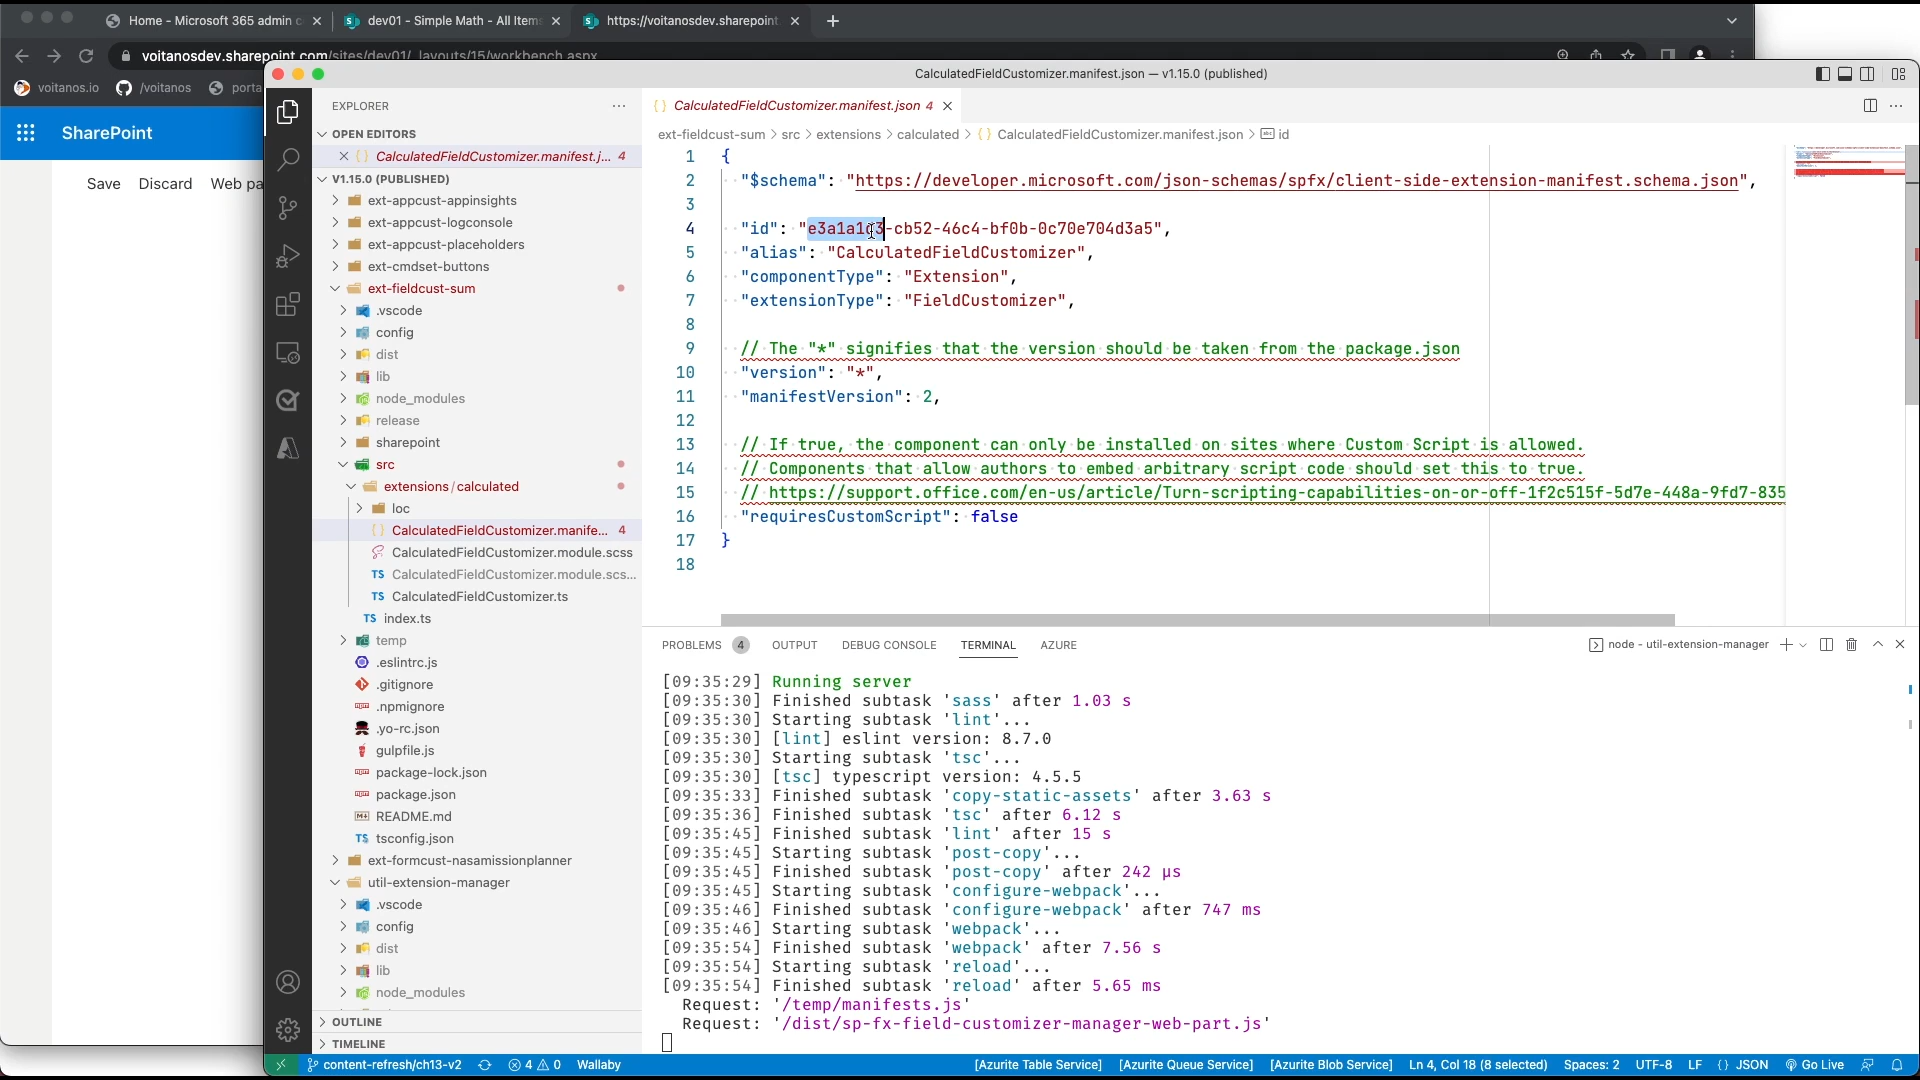 Home - Microsoft 365 admin c
dev01 - Simple Math - All Items
https://voitanosdev.sharepoint
voitanosdev.sharepoint.com/sites/dev01/_layouts/15/workbench.aspx
voitanos.io
/voitanos
porta
SharePoint
Save
Discard
Web pa
CalculatedFieldCustomizer.manifest.json — v1.15.0 (published)
EXPLORER
OPEN EDITORS
CalculatedFieldCustomizer.manifest.j... 4
V1.15.0 (PUBLISHED)
ext-appcust-appinsights
ext-appcust-logconsole
ext-appcust-placeholders
ext-cmdset-buttons
ext-fieldcust-sum
.vscode
config
dist
lib
node_modules
release
sharepoint
src
extensions/calculated
loc
CalculatedFieldCustomizer.manife... 4
CalculatedFieldCustomizer.module.scss
TS CalculatedFieldCustomizer.module.scs...
TS CalculatedFieldCustomizer.ts
TS index.ts
temp
.eslintrc.js
.gitignore
.npmignore
.yo-rc.json
gulpfile.js
package-lock.json
package.json
README.md
TS tsconfig.json
ext-formcust-nasamissionplanner
util-extension-manager
.vscode
config
dist
lib
node_modules
OUTLINE
TIMELINE
{ } CalculatedFieldCustomizer.manifest.json 4
ext-fieldcust-sum > src > extensions > calculated > { } CalculatedFieldCustomizer.manifest.json > abc id
1 {
2 "$schema": "https://developer.microsoft.com/json-schemas/spfx/client-side-extension-manifest.schema.json",
3
4 "id": "e3a1a1c3-cb52-46c4-bf0b-0c70e704d3a5",
5 "alias": "CalculatedFieldCustomizer",
6 "componentType": "Extension",
7 "extensionType": "FieldCustomizer",
8
9 // The "*" signifies that the version should be taken from the package.json
10 "version": "*",
11 "manifestVersion": 2,
12
13 // If true, the component can only be installed on sites where Custom Script is allowed.
14 // Components that allow authors to embed arbitrary script code should set this to true.
15 // https://support.office.com/en-us/article/Turn-scripting-capabilities-on-or-off-1f2c515f-5d7e-448a-9fd7-835
16 "requiresCustomScript": false
17 }
18
PROBLEMS 4 OUTPUT DEBUG CONSOLE TERMINAL AZURE
node - util-extension-manager
[09:35:29] Running server
[09:35:30] Finished subtask 'sass' after 1.03 s
[09:35:30] Starting subtask 'lint'...
[09:35:30] [lint] eslint version: 8.7.0
[09:35:30] Starting subtask 'tsc'...
[09:35:30] [tsc] typescript version: 4.5.5
[09:35:33] Finished subtask 'copy-static-assets' after 3.63 s
[09:35:36] Finished subtask 'tsc' after 6.12 s
[09:35:45] Finished subtask 'lint' after 15 s
[09:35:45] Starting subtask 'post-copy'...
[09:35:45] Finished subtask 'post-copy' after 242 μs
[09:35:45] Starting subtask 'configure-webpack'...
[09:35:46] Finished subtask 'configure-webpack' after 747 ms
[09:35:46] Starting subtask 'webpack'...
[09:35:54] Finished subtask 'webpack' after 7.56 s
[09:35:54] Starting subtask 'reload'...
[09:35:54] Finished subtask 'reload' after 5.65 ms
Request: '/temp/manifests.js'
Request: '/dist/sp-fx-field-customizer-manager-web-part.js'
content-refresh/ch13-v2
4
0
Wallaby
[Azurite Table Service]
[Azurite Queue Service]
[Azurite Blob Service]
Ln 4, Col 18 (8 selected)
Spaces: 2
UTF-8
LF
{ } JSON
Go Live